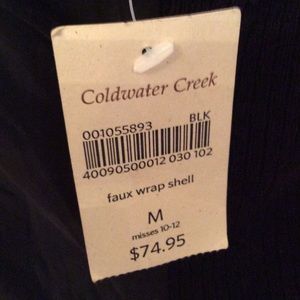 Coldwater Creek
001055893 BLK
40090500012 030 102
faux wrap shell
M
misses 10-12
$74.95